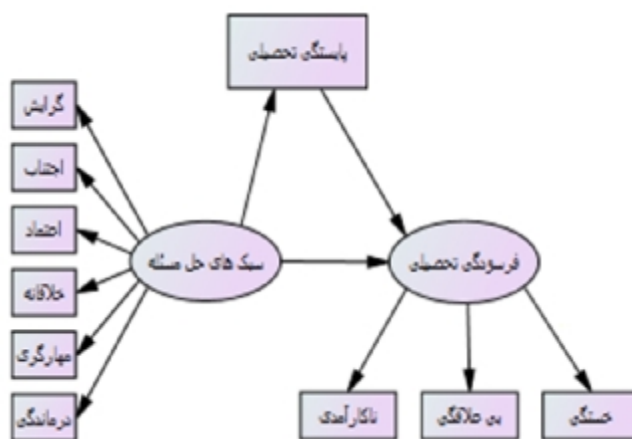 پایستگی تحصیلی
گرایش
اجتناب
اعتماد
خلاقانه
مهارگری
درماندگی
سبک های حل مسئله
فرسودگی تحصیلی
خستگی
بی علاقگی
ناکارآمدی